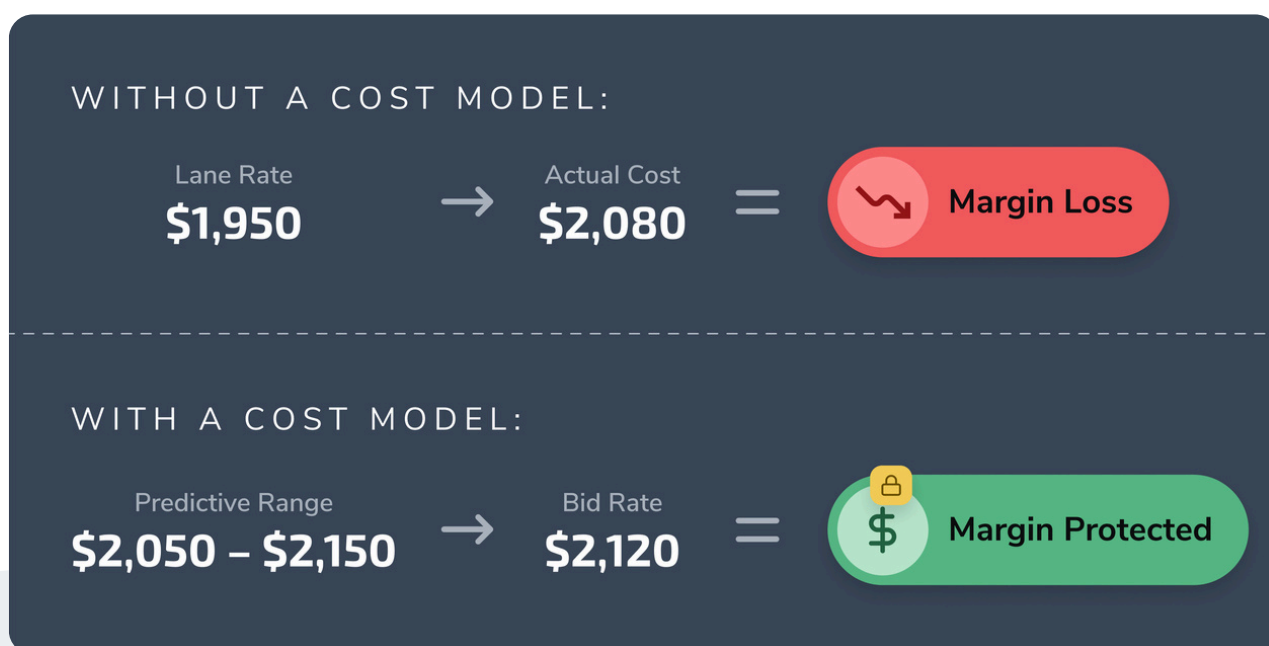 WITHOUT A COST MODEL:
Lane Rate
$1,950
Actual Cost
$2,080
Margin Loss
WITH A COST MODEL:
Predictive Range
$2,050 – $2,150
Bid Rate
$2,120
$
Margin Protected